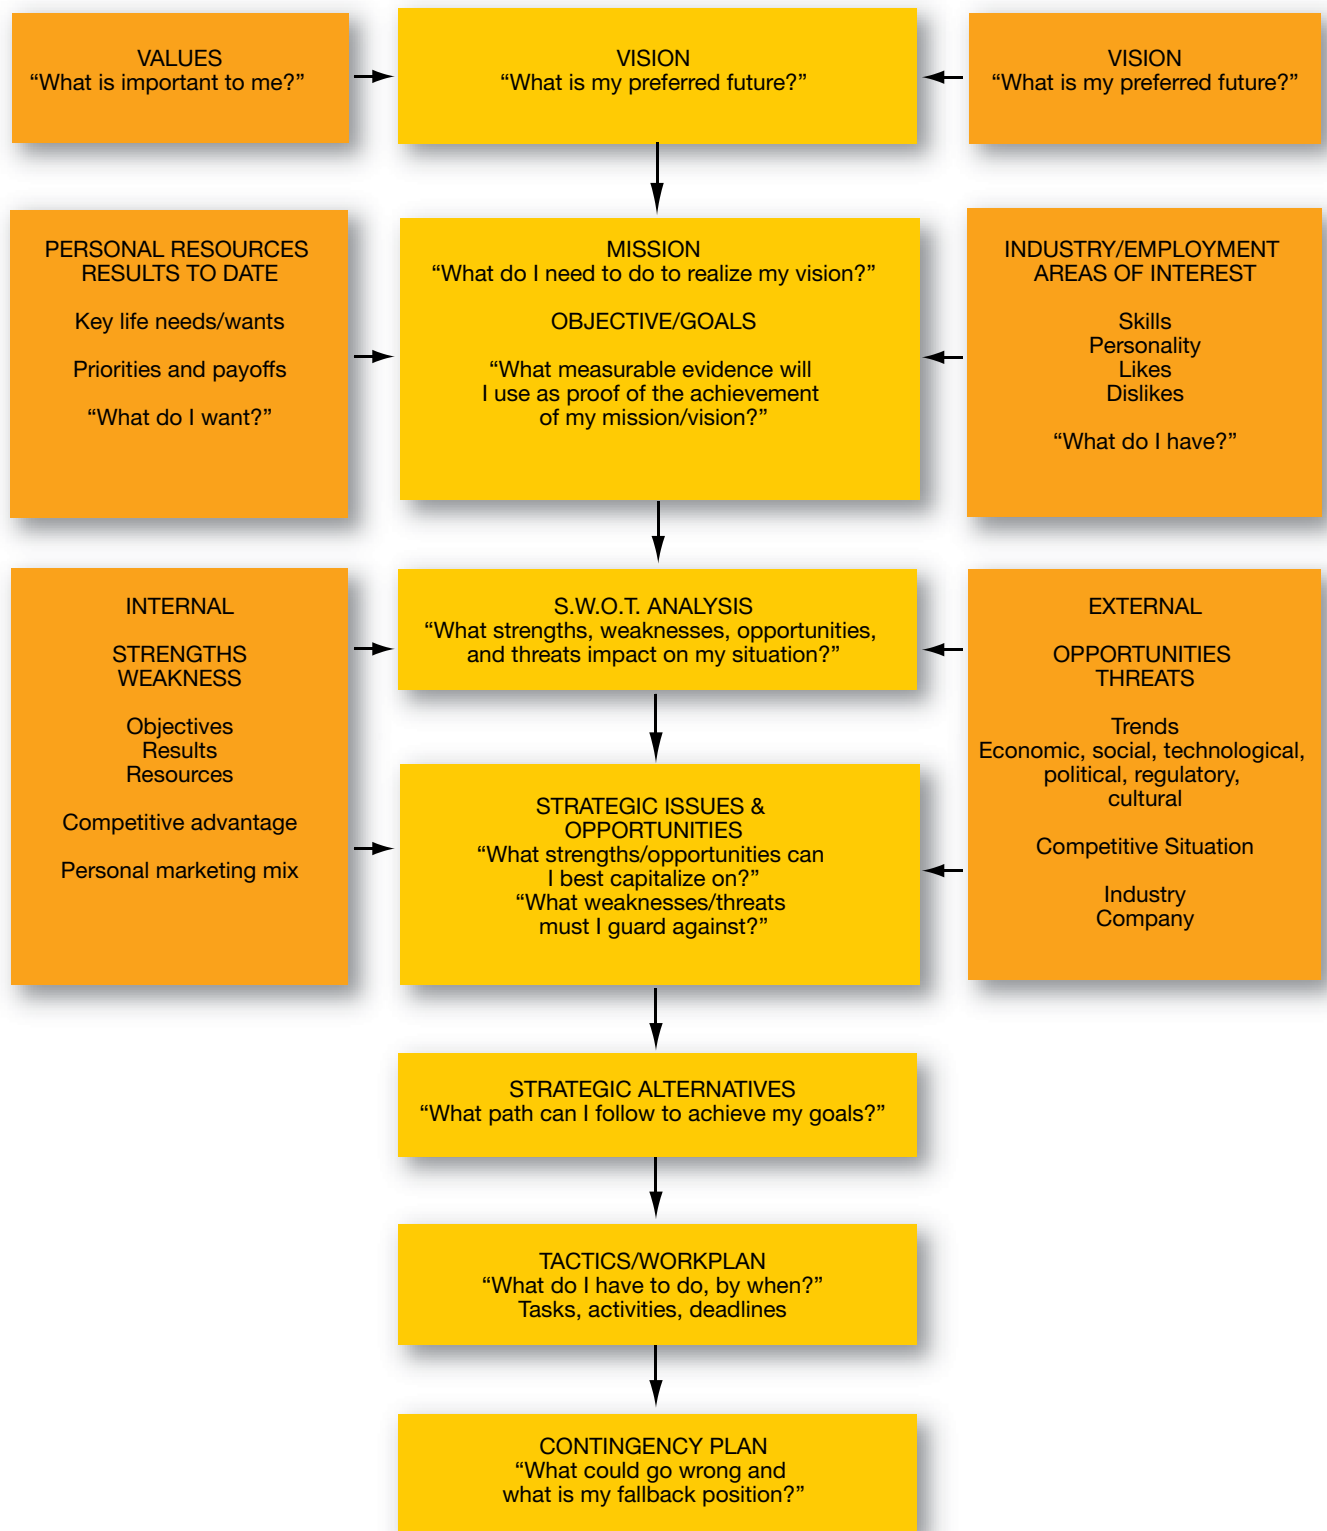 VALUES
“What is important to me?”
VISION
“What is my preferred future?”
VISION
“What is my preferred future?”
PERSONAL RESOURCES
RESULTS TO DATE
Key life needs/wants
Priorities and payoffs
“What do I want?”
MISSION
“What do I need to do to realize my vision?”
OBJECTIVE/GOALS
“What measurable evidence will
I use as proof of the achievement
of my mission/vision?”
INDUSTRY/EMPLOYMENT
AREAS OF INTEREST
Skills
Personality
Likes
Dislikes
“What do I have?”
INTERNAL
STRENGTHS
WEAKNESS
Objectives
Results
Resources
Competitive advantage
Personal marketing mix
S.W.O.T. ANALYSIS
“What strengths, weaknesses, opportunities,
and threats impact on my situation?”
STRATEGIC ISSUES &
OPPORTUNITIES
“What strengths/opportunities can
I best capitalize on?”
“What weaknesses/threats
must I guard against?”
EXTERNAL
OPPORTUNITIES
THREATS
Trends
Economic, social, technological,
political, regulatory,
cultural
Competitive Situation
Industry
Company
STRATEGIC ALTERNATIVES
“What path can I follow to achieve my goals?”
TACTICS/WORKPLAN
“What do I have to do, by when?”
Tasks, activities, deadlines
CONTINGENCY PLAN
“What could go wrong and
what is my fallback position?”